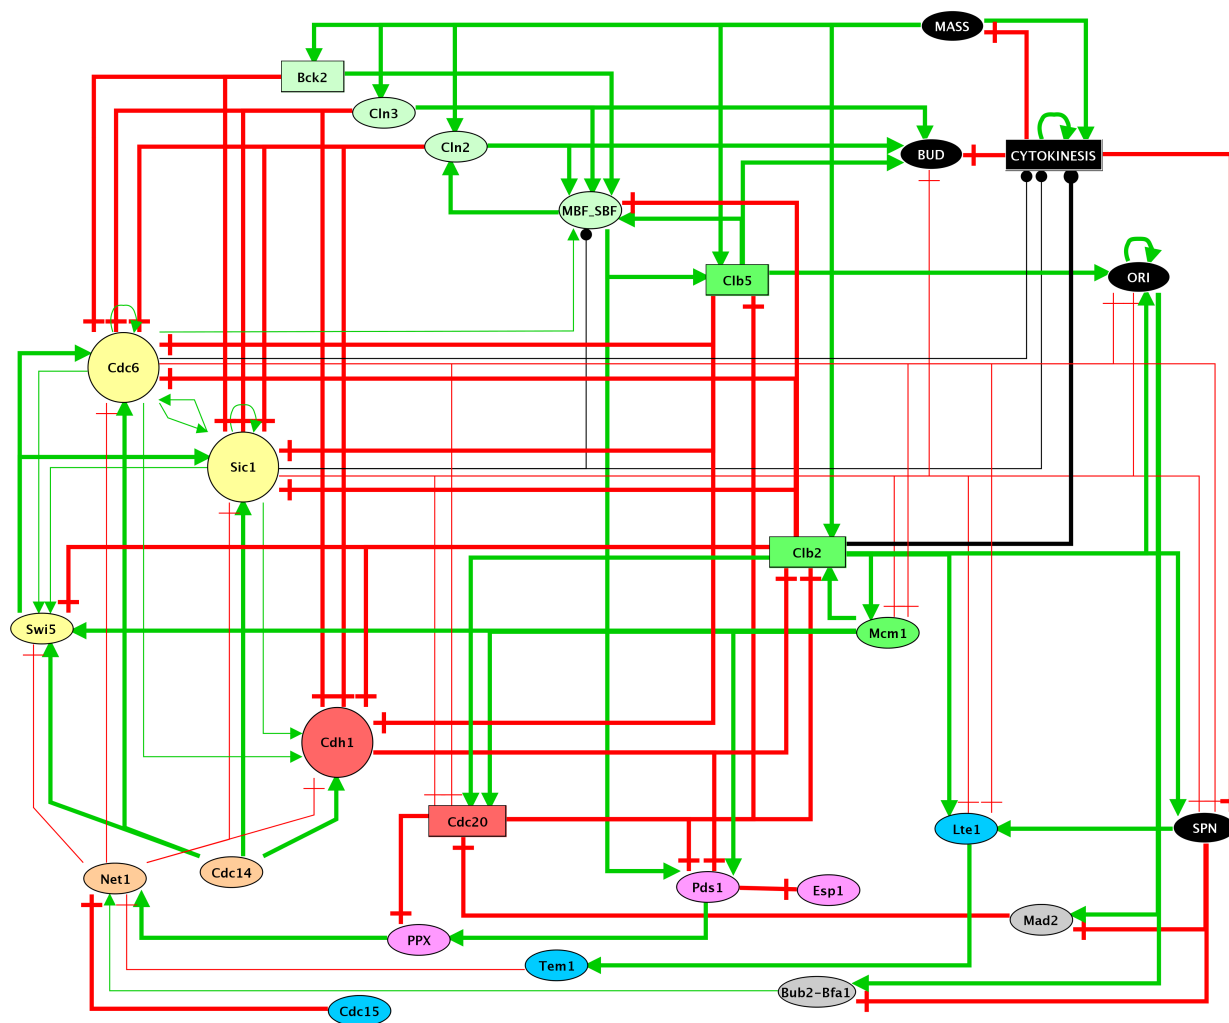 MASS
Bck2
Cln3
Cln2
BUD
CYTOKINESIS
MBF_SBF
Clb5
ORI
Cdc6
Sic1
Clb2
Swi5
Mcm1
Cdh1
Cdc20
Lte1
SPN
Net1
Cdc14
Pds1
Esp1
Mad2
PPX
Tem1
Bub2-Bfa1
Cdc15